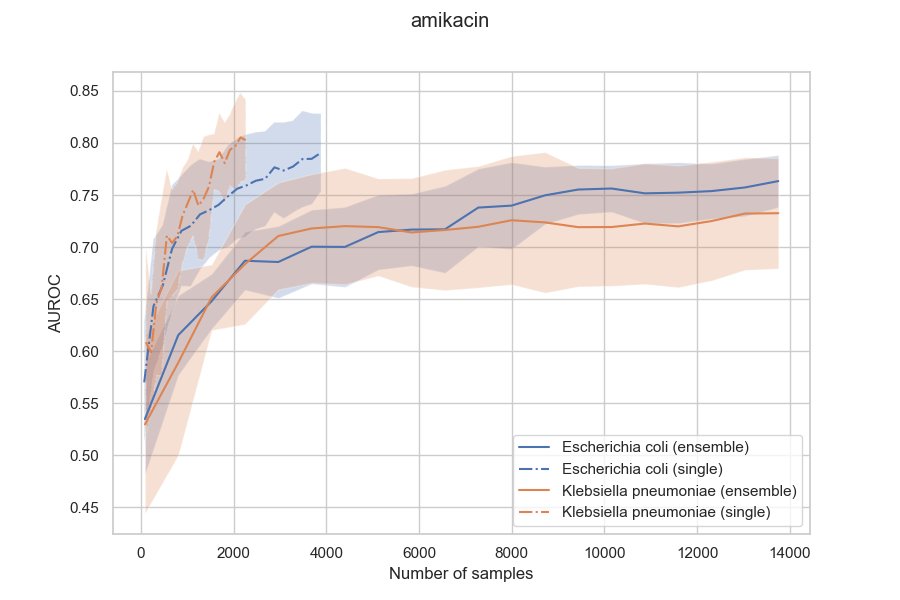 amikacin
0.85
0.80
0.75
0.70
0.65
0.60
0.55
0.50
0.45
AUROC
Escherichia coli (ensemble)
Escherichia coli (single)
Klebsiella pneumoniae (ensemble)
Klebsiella pneumoniae (single)
0 2000 4000 6000 8000 10000 12000 14000
Number of samples